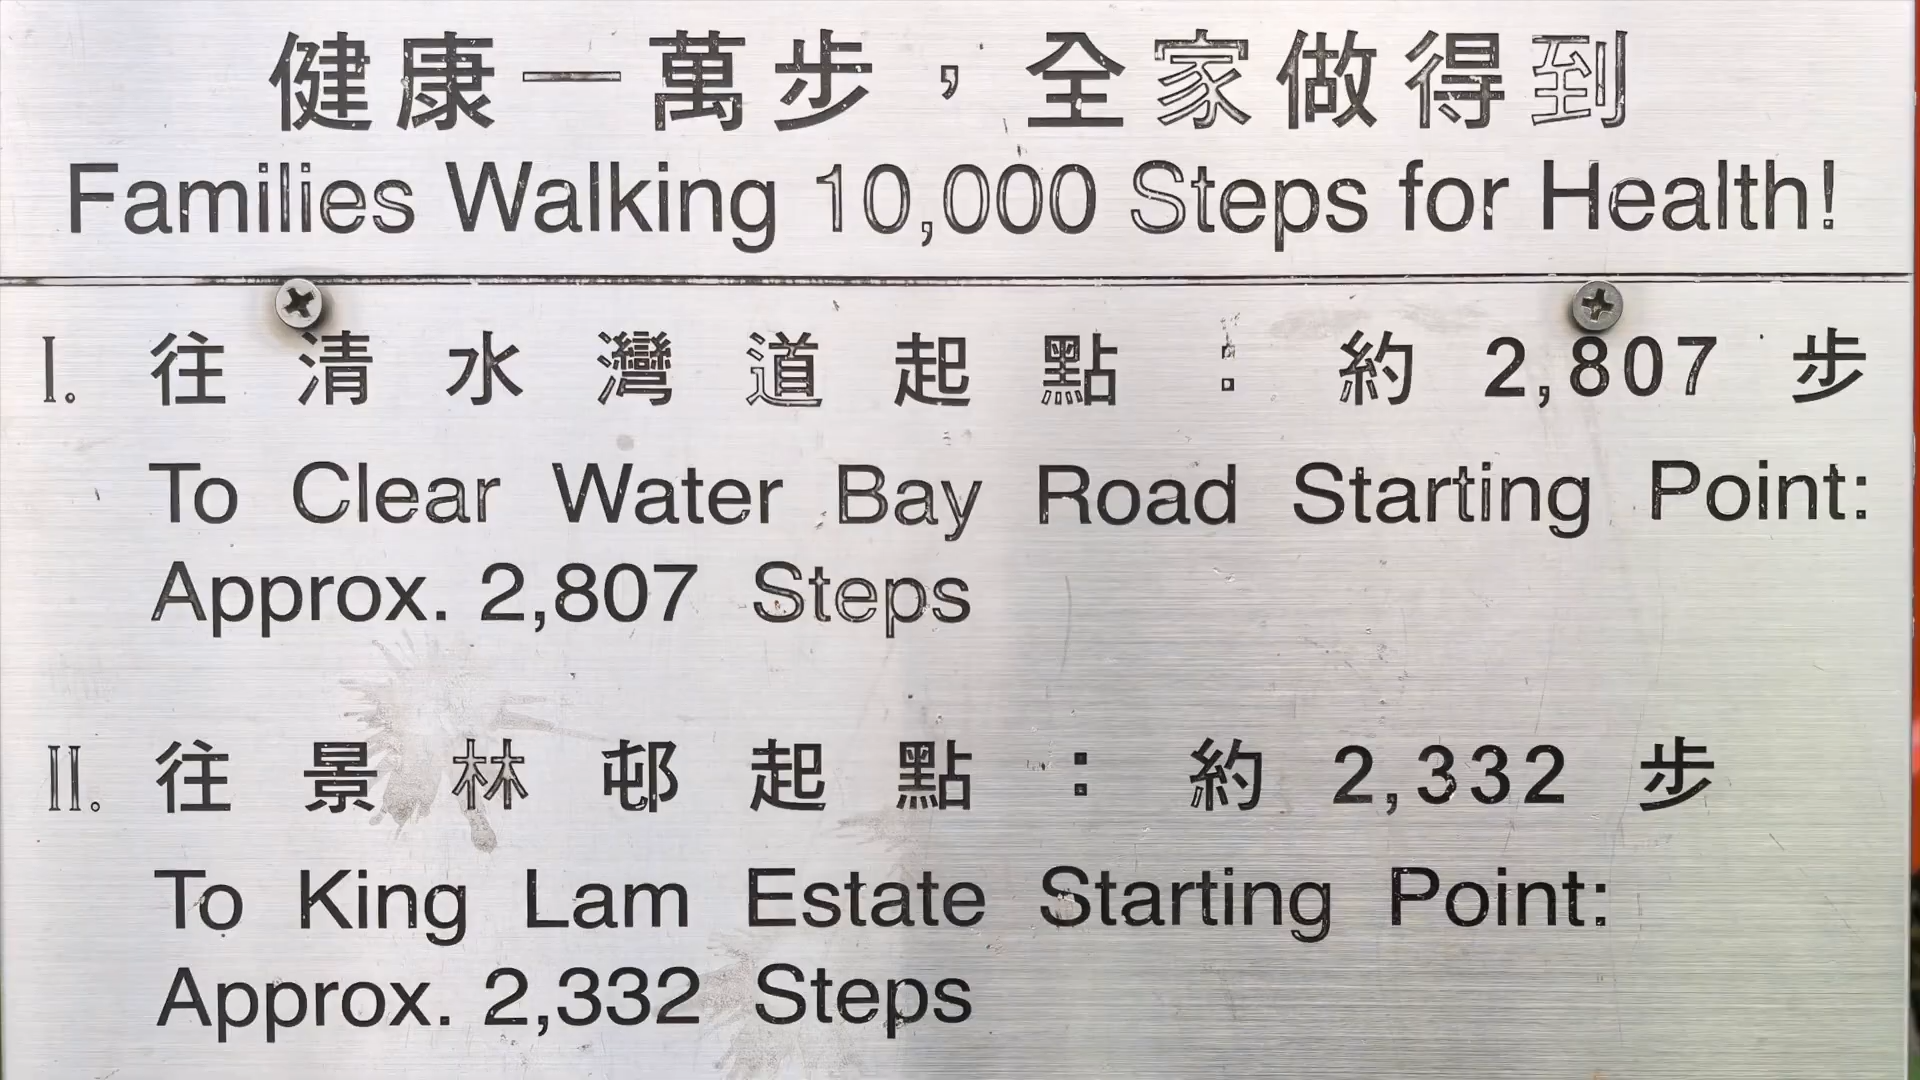 健康一萬步，全家做得到
Families Walking 10,000 Steps for Health!
I. 往清水灣道起點：約 2,807 步
To Clear Water Bay Road Starting Point:
Approx. 2,807 Steps
II. 往景林邨起點：約 2,332 步
To King Lam Estate Starting Point:
Approx. 2,332 Steps